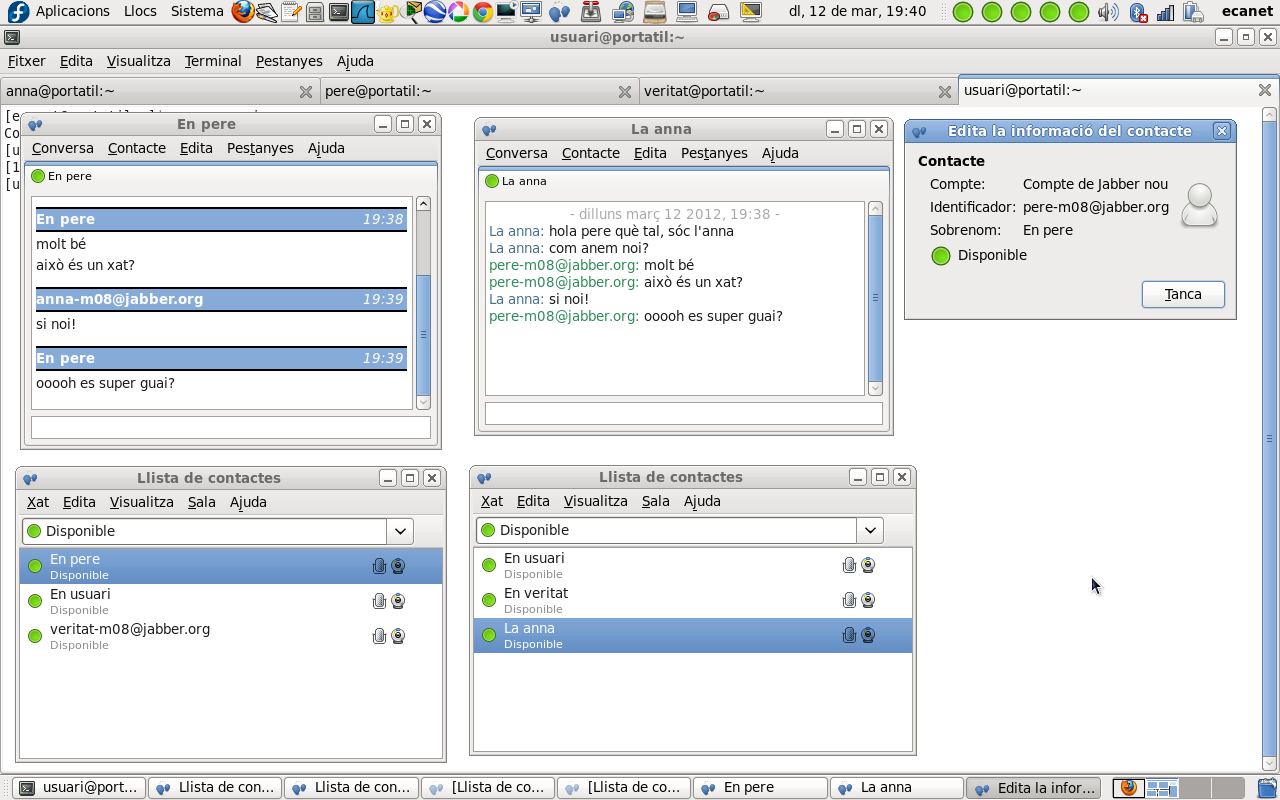 Aplicacions Llocs Sistema dl, 12 de mar, 19:40 ecanet
usuari@portatil:~
Fitxer Edita Visualitza Terminal Pestanyes Ajuda
anna@portatil:~ pere@portatil:~ veritat@portatil:~ usuari@portatil:~
En pere
Conversa Contacte Edita Pestanyes Ajuda
En pere
En pere 19:38
molt bé
això és un xat?
anna-m08@jabber.org 19:39
si noi!
En pere 19:39
ooooh es super guai?
La anna
Conversa Contacte Edita Pestanyes Ajuda
La anna
- dilluns març 12 2012, 19:38 -
La anna: hola pere què tal, sóc l'anna
La anna: com anem noi?
pere-m08@jabber.org: molt bé
pere-m08@jabber.org: això és un xat?
La anna: si noi!
pere-m08@jabber.org: ooooh es super guai?
Edita la informació del contacte
Contacte
Compte: Compte de Jabber nou
Identificador: pere-m08@jabber.org
Sobrenom: En pere
Disponible
Tanca
Llista de contactes
Xat Edita Visualitza Sala Ajuda
Disponible
En pere
Disponible
En usuari
Disponible
veritat-m08@jabber.org
Disponible
Llista de contactes
Xat Edita Visualitza Sala Ajuda
Disponible
En usuari
Disponible
En veritat
Disponible
La anna
Disponible
usuari@port... Llista de con... Llista de con... [Llista de co... [Llista de co... En pere La anna Edita la infor...